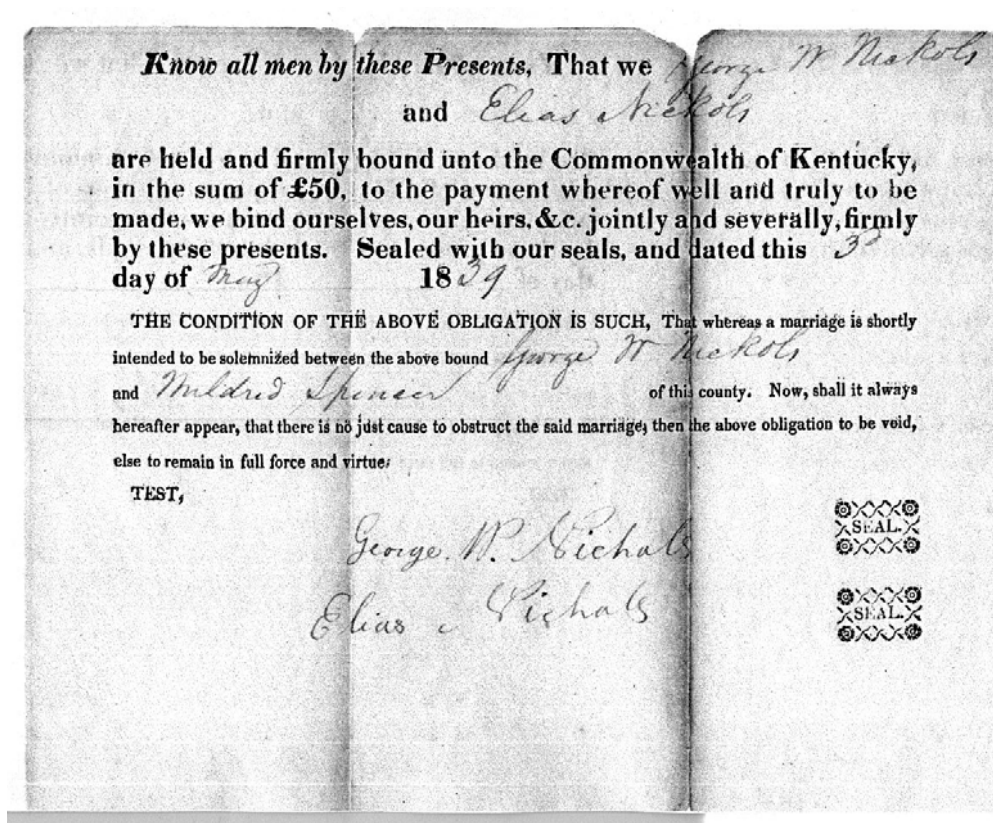 Know all men by these Presents, That we George W Nickols
and Elias Nickols
are held and firmly bound unto the Commonwealth of Kentucky,
in the sum of £50, to the payment whereof well and truly to be
made, we bind ourselves, our heirs, &c. jointly and severally, firmly
by these presents. Sealed with our seals, and dated this 3d
day of May 1839
THE CONDITION OF THE ABOVE OBLIGATION IS SUCH, That whereas a marriage is shortly
intended to be solemnized between the above bound George W Nickols
and Mildred Spencer of this county. Now, shall it always
hereafter appear, that there is no just cause to obstruct the said marriage, then the above obligation to be void,
else to remain in full force and virtue.
TEST,
George. W. Nichols
SEAL.
Elias Nichals
SEAL.